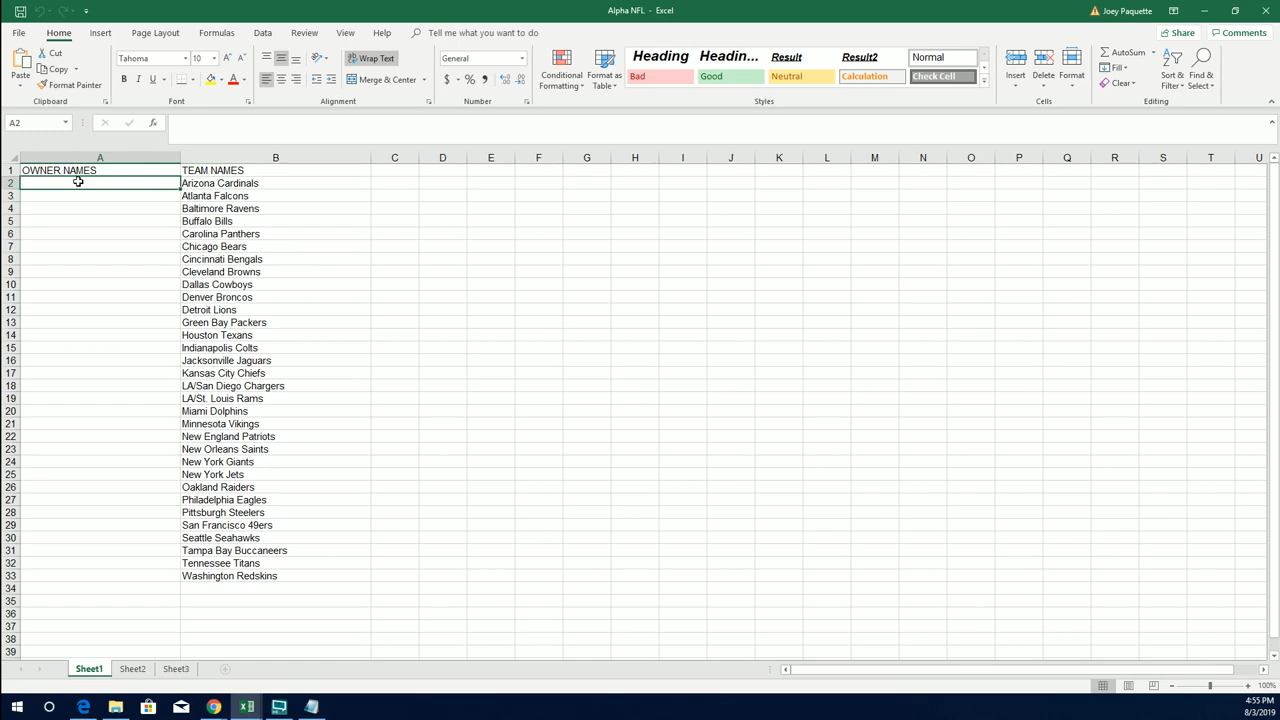 Alpha NFL - Excel
Joey Paquette
File Home Insert Page Layout Formulas Data Review View Help Tell me what you want to do
Share Comments
Paste
Cut
Copy
Format Painter
Clipboard
Tahoma 10
B I U
Font
Wrap Text
Merge & Center
Alignment
General
$ % ,
Number
Conditional Formatting
Format as Table
Heading Headin... Result Result2 Normal
Bad Good Neutral Calculation Check Cell
Styles
Insert Delete Format
Cells
AutoSum
Fill
Clear
Sort & Filter
Find & Select
Editing
A2 fx
A B C D E F G H I J K L M N O P Q R S T U
1 OWNER NAMES TEAM NAMES
2 Arizona Cardinals
3 Atlanta Falcons
4 Baltimore Ravens
5 Buffalo Bills
6 Carolina Panthers
7 Chicago Bears
8 Cincinnati Bengals
9 Cleveland Browns
10 Dallas Cowboys
11 Denver Broncos
12 Detroit Lions
13 Green Bay Packers
14 Houston Texans
15 Indianapolis Colts
16 Jacksonville Jaguars
17 Kansas City Chiefs
18 LA/San Diego Chargers
19 LA/St. Louis Rams
20 Miami Dolphins
21 Minnesota Vikings
22 New England Patriots
23 New Orleans Saints
24 New York Giants
25 New York Jets
26 Oakland Raiders
27 Philadelphia Eagles
28 Pittsburgh Steelers
29 San Francisco 49ers
30 Seattle Seahawks
31 Tampa Bay Buccaneers
32 Tennessee Titans
33 Washington Redskins
34
35
36
37
38
39
Sheet1 Sheet2 Sheet3
100%
4:55 PM
8/3/2019